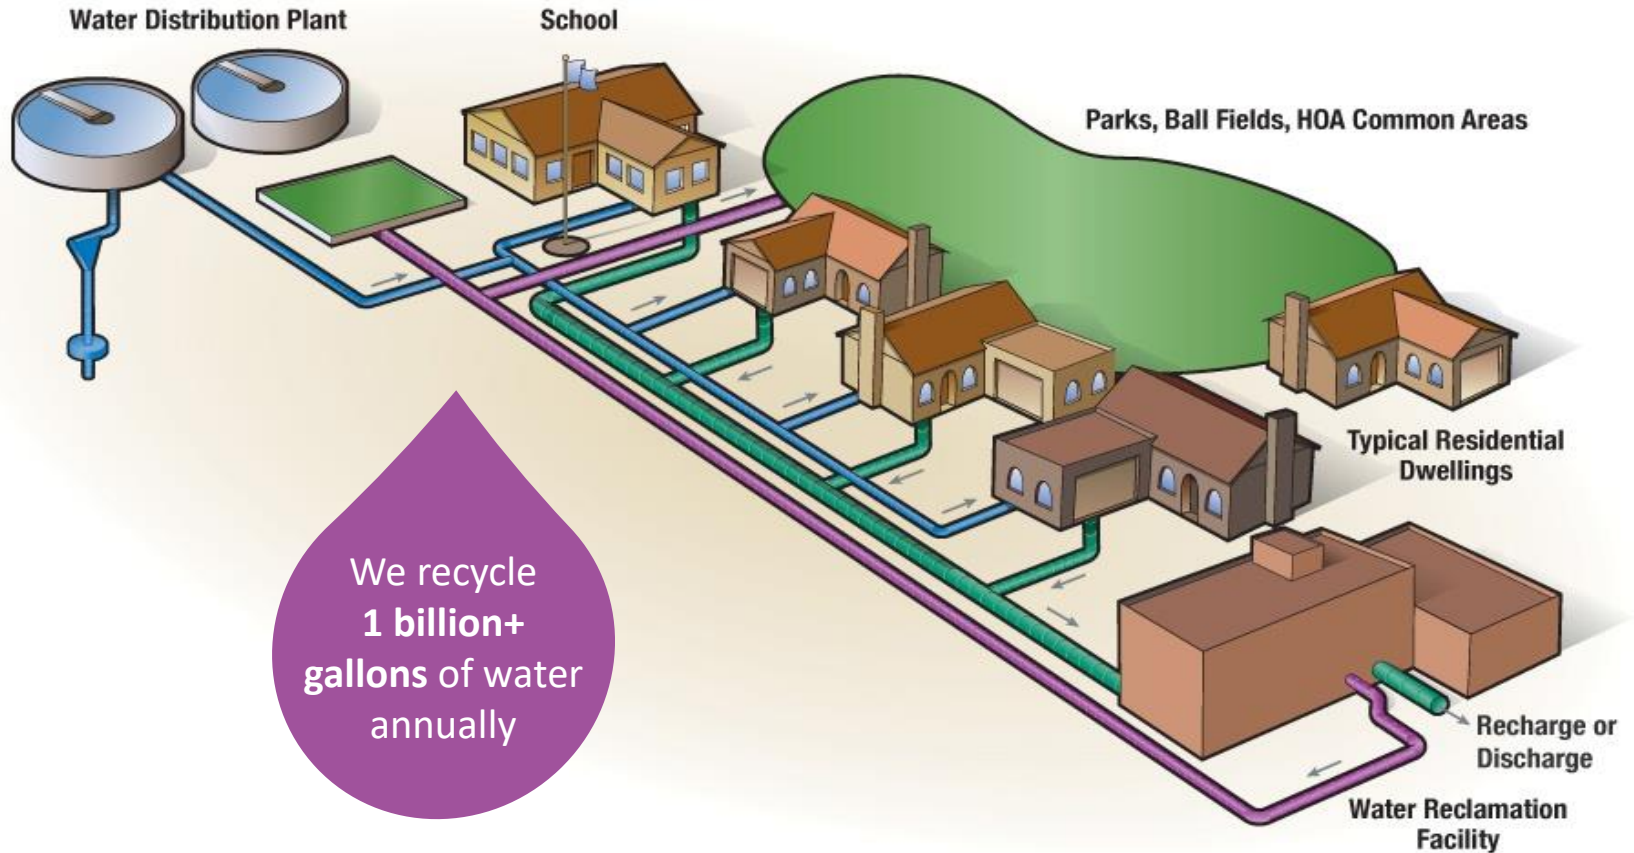 Water Distribution Plant
School
Parks, Ball Fields, HOA Common Areas
Typical Residential
Dwellings
We recycle
1 billion+
gallons of water
annually
Recharge or
Discharge
Water Reclamation
Facility